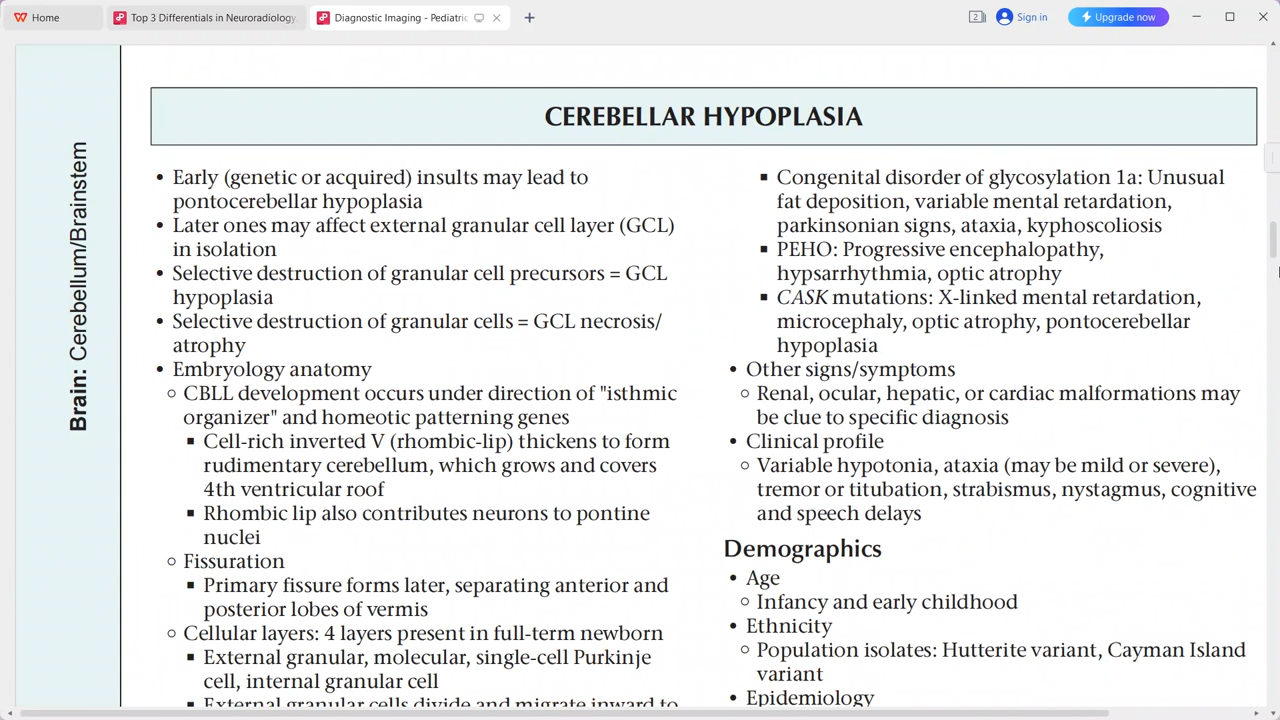 Home
Top 3 Differentials in Neuroradiology.
Diagnostic Imaging - Pediatric
2
Sign in
Upgrade now
Brain: Cerebellum/Brainstem
CEREBELLAR HYPOPLASIA
• Early (genetic or acquired) insults may lead to
pontocerebellar hypoplasia
• Later ones may affect external granular cell layer (GCL)
in isolation
• Selective destruction of granular cell precursors = GCL
hypoplasia
• Selective destruction of granular cells = GCL necrosis/
atrophy
• Embryology anatomy
○ CBLL development occurs under direction of "isthmic
organizer" and homeotic patterning genes
▪ Cell-rich inverted V (rhombic-lip) thickens to form
rudimentary cerebellum, which grows and covers
4th ventricular roof
▪ Rhombic lip also contributes neurons to pontine
nuclei
○ Fissuration
▪ Primary fissure forms later, separating anterior and
posterior lobes of vermis
○ Cellular layers: 4 layers present in full-term newborn
▪ External granular, molecular, single-cell Purkinje
cell, internal granular cell
▪ External granular cells divide and migrate inward to
▪ Congenital disorder of glycosylation 1a: Unusual
fat deposition, variable mental retardation,
parkinsonian signs, ataxia, kyphoscoliosis
▪ PEHO: Progressive encephalopathy,
hypsarrhythmia, optic atrophy
▪ CASK mutations: X-linked mental retardation,
microcephaly, optic atrophy, pontocerebellar
hypoplasia
• Other signs/symptoms
○ Renal, ocular, hepatic, or cardiac malformations may
be clue to specific diagnosis
• Clinical profile
○ Variable hypotonia, ataxia (may be mild or severe),
tremor or titubation, strabismus, nystagmus, cognitive
and speech delays
Demographics
• Age
○ Infancy and early childhood
• Ethnicity
○ Population isolates: Hutterite variant, Cayman Island
variant
• Epidemiology